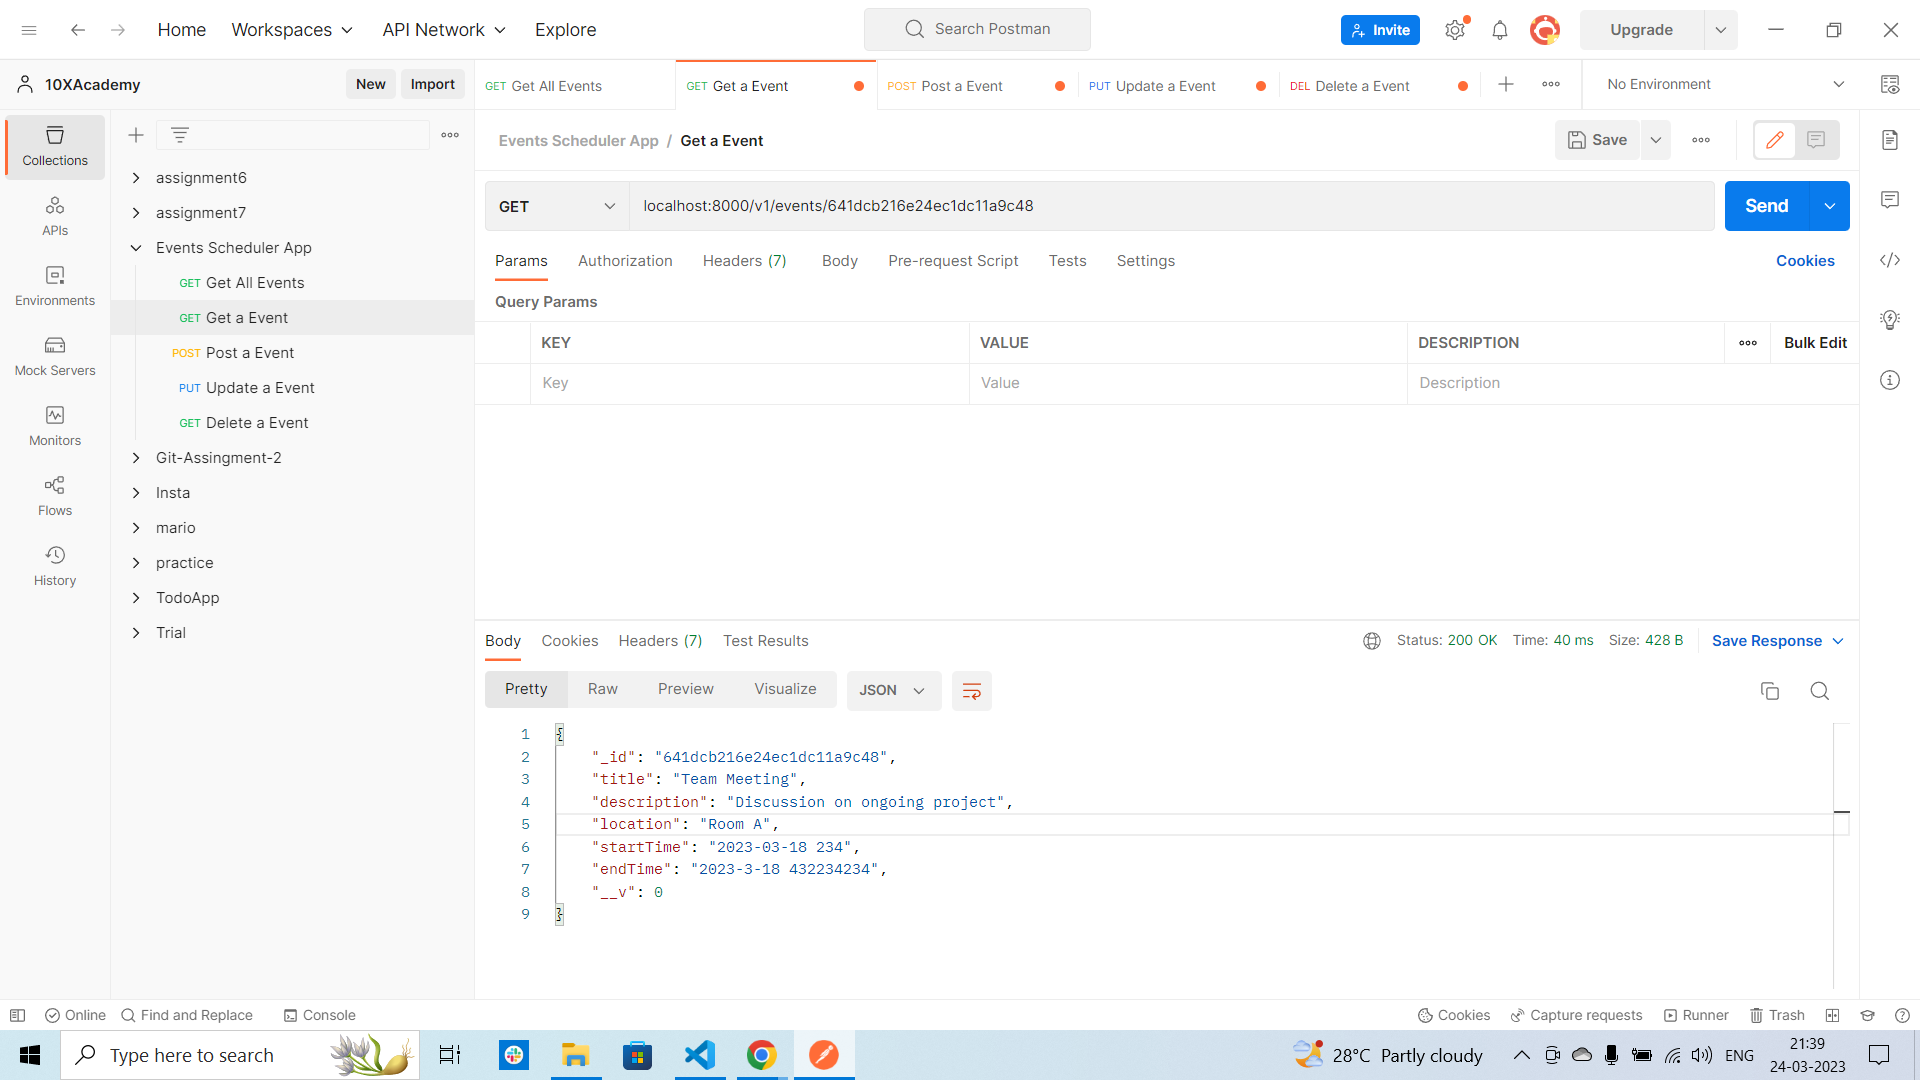 Home Workspaces API Network Explore Search Postman Invite Upgrade
10XAcademy New Import GET Get All Events GET Get a Event POST Post a Event PUT Update a Event DEL Delete a Event No Environment
Collections
APIs
Environments
Mock Servers
Monitors
Flows
History
assignment6
assignment7
Events Scheduler App
GET Get All Events
GET Get a Event
POST Post a Event
PUT Update a Event
GET Delete a Event
Git-Assingment-2
Insta
mario
practice
TodoApp
Trial
Events Scheduler App / Get a Event Save
GET localhost:8000/v1/events/641dcb216e24ec1dc11a9c48 Send
Params Authorization Headers (7) Body Pre-request Script Tests Settings Cookies
Query Params
KEY VALUE DESCRIPTION Bulk Edit
Key Value Description
Body Cookies Headers (7) Test Results Status: 200 OK Time: 40 ms Size: 428 B Save Response
Pretty Raw Preview Visualize JSON
1 {
2 "_id": "641dcb216e24ec1dc11a9c48",
3 "title": "Team Meeting",
4 "description": "Discussion on ongoing project",
5 "location": "Room A",
6 "startTime": "2023-03-18 234",
7 "endTime": "2023-3-18 432234234",
8 "__v": 0
9 }
Online Find and Replace Console Cookies Capture requests Runner Trash
Type here to search 28°C Partly cloudy ENG 21:39
24-03-2023